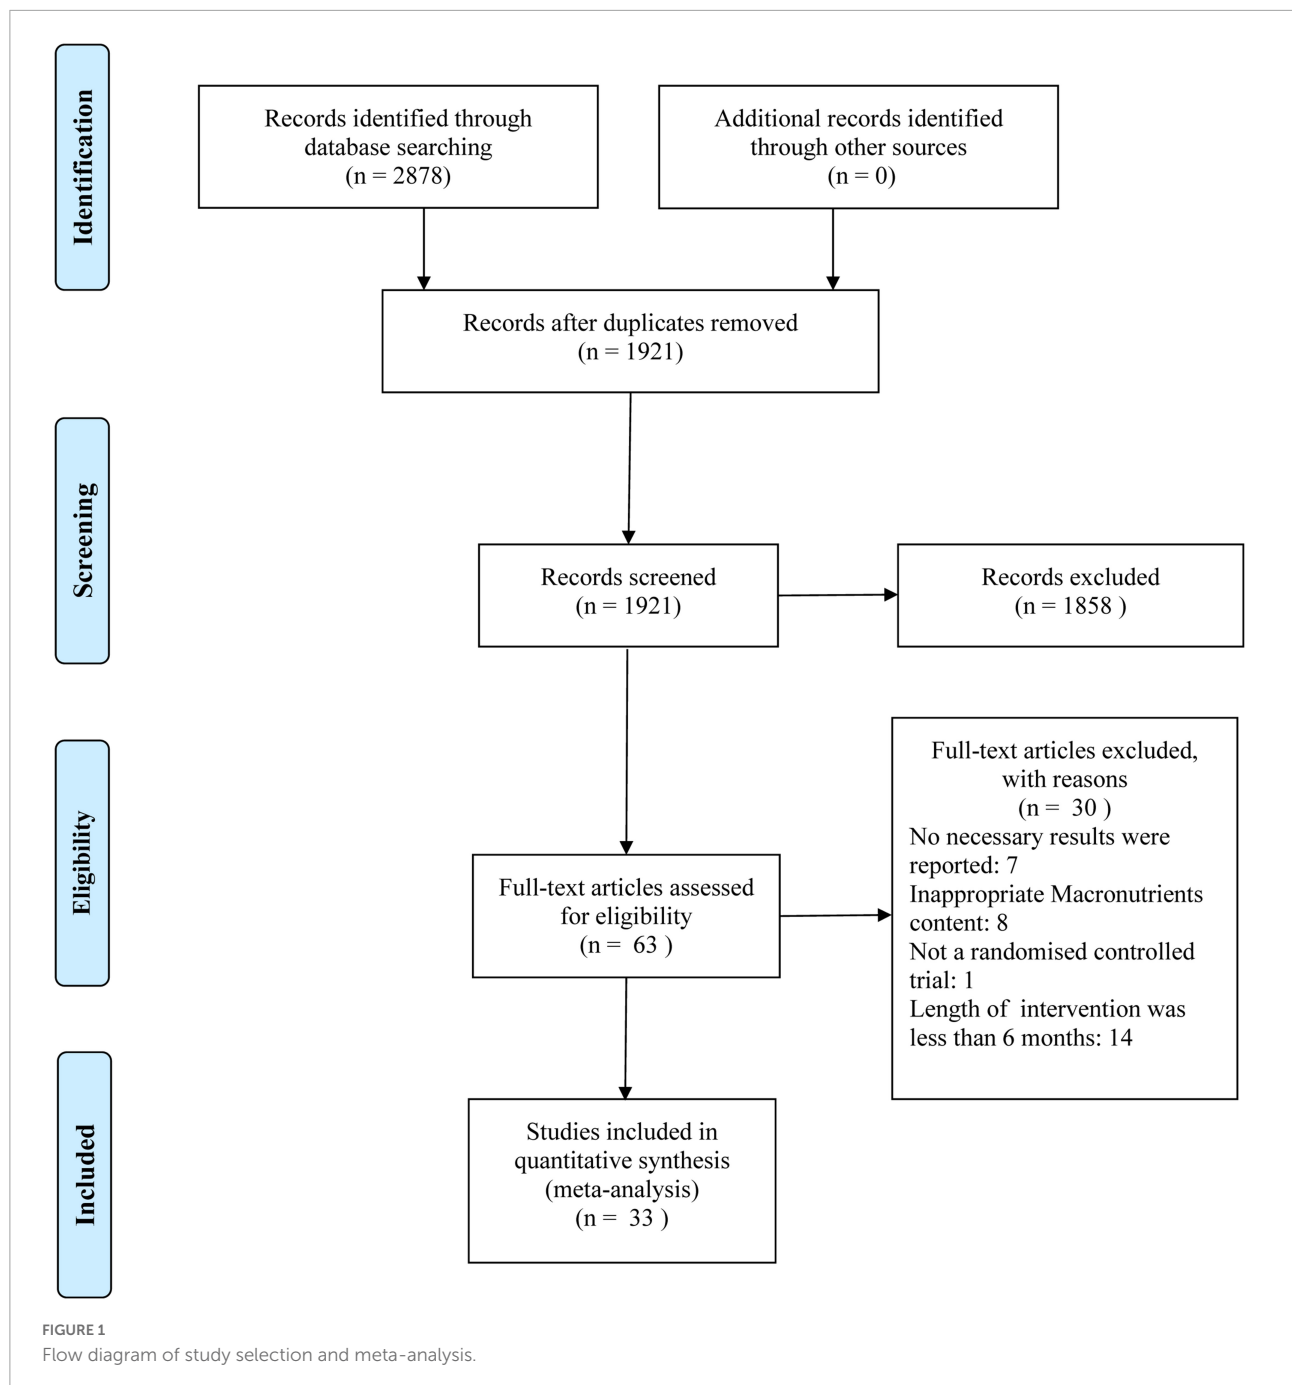 Identification
Records identified through
database searching
(n = 2878)
Additional records identified
through other sources
(n = 0)
Records after duplicates removed
(n = 1921)
Screening
Records screened
(n = 1921)
Records excluded
(n = 1858 )
Eligibility
Full-text articles assessed
for eligibility
(n = 63 )
Full-text articles excluded,
with reasons
(n = 30 )
No necessary results were
reported: 7
Inappropriate Macronutrients
content: 8
Not a randomised controlled
trial: 1
Length of intervention was
less than 6 months: 14
Included
Studies included in
quantitative synthesis
(meta-analysis)
(n = 33 )
FIGURE 1
Flow diagram of study selection and meta-analysis.